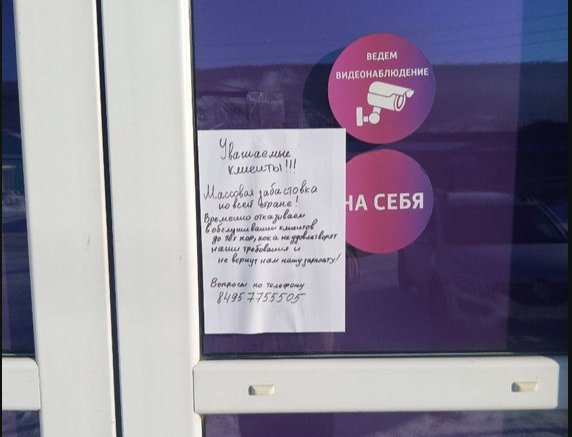 ВЕДЕМ
ВИДЕОНАБЛЮДЕНИЕ
Уважаемые
клиенты!!!
Массовая забастовка
по всей стране!
Временно отказываем
в обслуживании клиентов
до тех пор, пока не удовлетворят
наши требования и
не вернут нам нашу зарплату!
Вопросы по телефону
84957755505
НА СЕБЯ